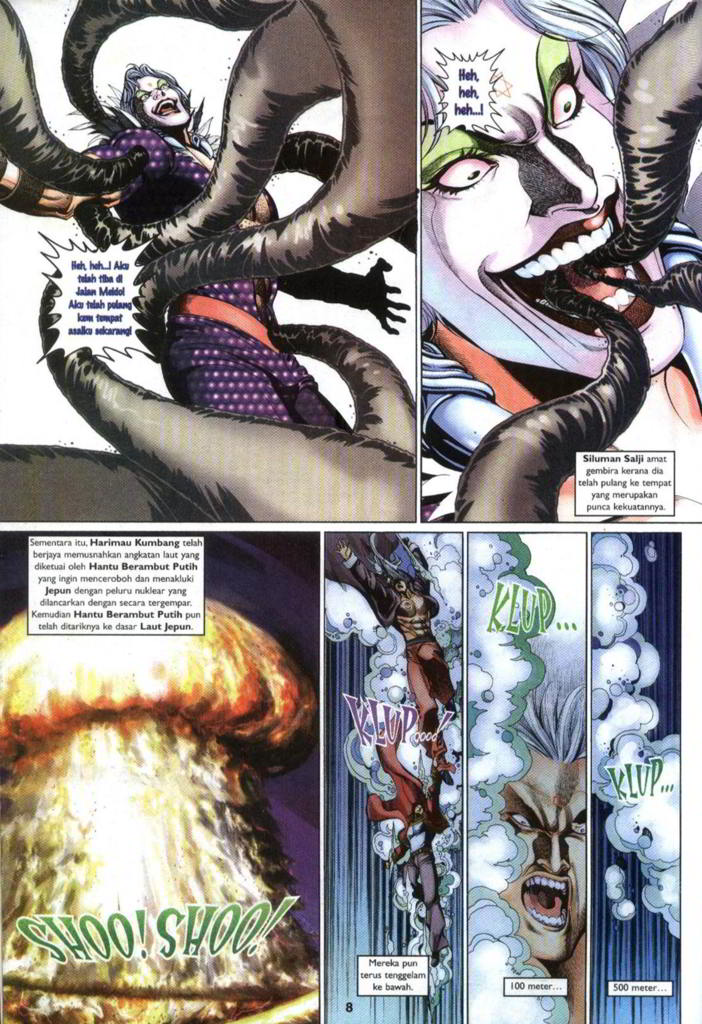 Heh, heh...! Aku
telah tiba di
Jalan Meido!
Aku telah pulang
kem tempat
asalku sekarang!
Heh,
heh,
heh...!
Siluman Salji amat
gembira kerana dia
telah pulang ke tempat
yang merupakan
punca kekuatannya.
Sementara itu, Harimau Kumbang telah
berjaya memusnahkan angkatan laut yang
diketuai oleh Hantu Berambut Putih
yang ingin menceroboh dan menakluki
Jepun dengan peluru nuklear yang
dilancarkan dengan secara tergempar.
Kemudian Hantu Berambut Putih pun
telah ditariknya ke dasar Laut Jepun.
SHOO! SHOO!
KLUPoooo!
Mereka pun
terus tenggelam
ke bawah.
KLUP...
100 meter...
KLUP...
500 meter...
8